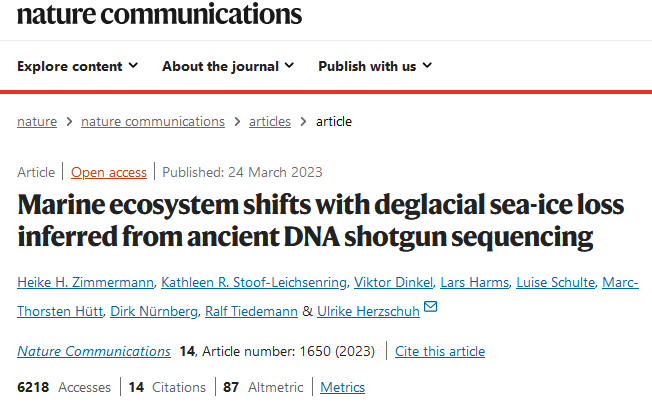 nature communications
Explore content About the journal Publish with us
nature > nature communications > articles > article
Article | Open access | Published: 24 March 2023
Marine ecosystem shifts with deglacial sea-ice loss
inferred from ancient DNA shotgun sequencing
Heike H. Zimmermann, Kathleen R. Stoof-Leichsenring, Viktor Dinkel, Lars Harms, Luise Schulte, Marc-
Thorsten Hütt, Dirk Nürnberg, Ralf Tiedemann & Ulrike Herzschuh
Nature Communications 14, Article number: 1650 (2023) | Cite this article
6218 Accesses | 14 Citations | 87 Altmetric | Metrics